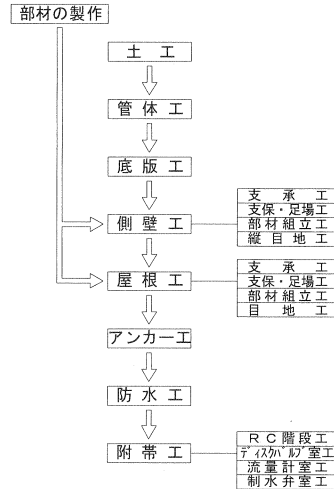 部材の製作
土工
管体工
底版工
側壁工
支承工
支保・足場工
部材組立工
縦目地工
屋根工
支承工
支保・足場工
部材組立工
目地工
アンカー工
防水工
附帯工
RC階段工
ディスクバルブ室工
流量計室工
制水弁室工